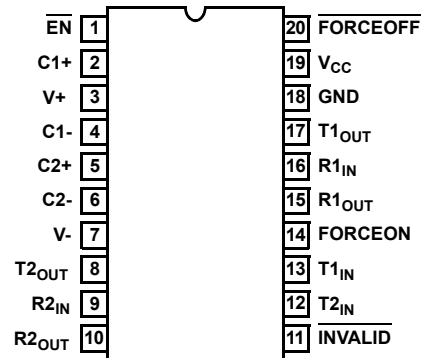 EN 1 20 FORCEOFF
C1+ 2 19 VCC
V+ 3 18 GND
C1- 4 17 T1OUT
C2+ 5 16 R1IN
C2- 6 15 R1OUT
V- 7 14 FORCEON
T2OUT 8 13 T1IN
R2IN 9 12 T2IN
R2OUT 10 11 INVALID